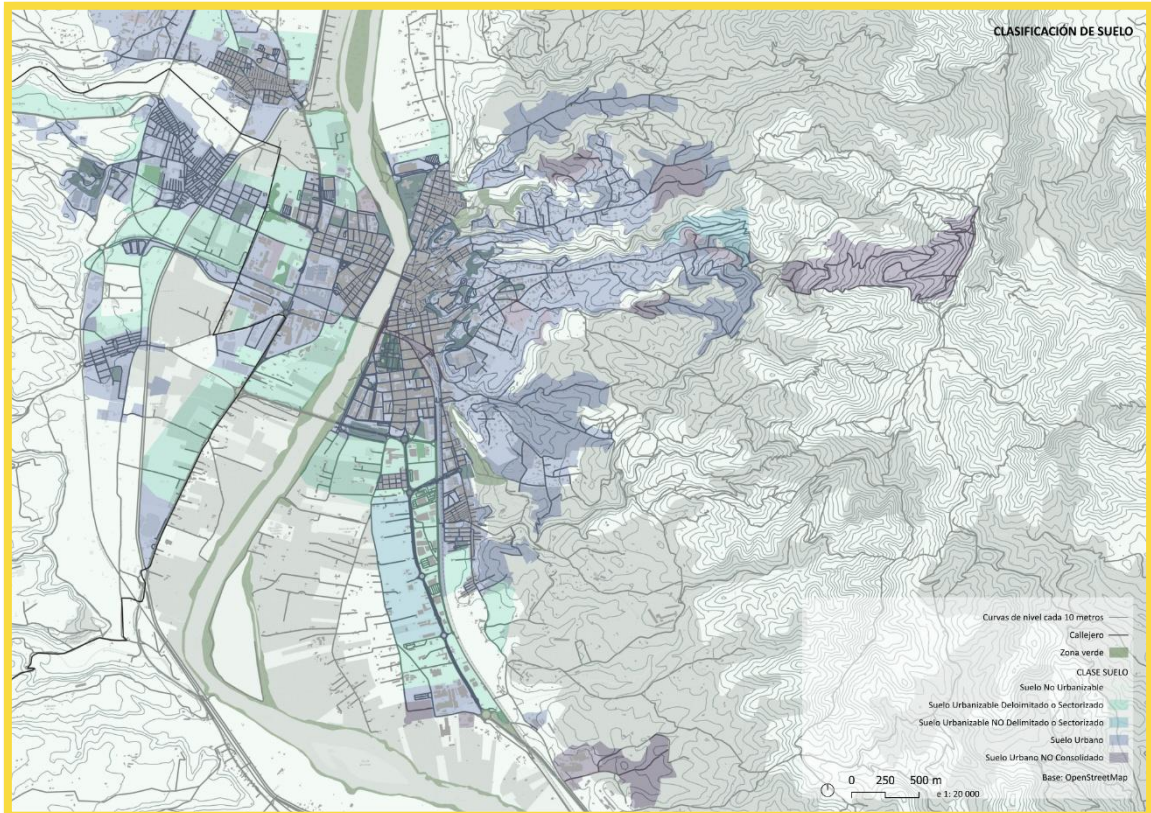 CLASIFICACIÓN DE SUELO
Curvas de nivel cada 10 metros
Callejero
Zona verde
CLASE SUELO
Suelo No Urbanizable
Suelo Urbanizable Deloimitado o Sectorizado
Suelo Urbanizable NO Delimitado o Sectorizado
Suelo Urbano
Suelo Urbano NO Consolidado
Base: OpenStreetMap
0 250 500 m
e 1: 20 000